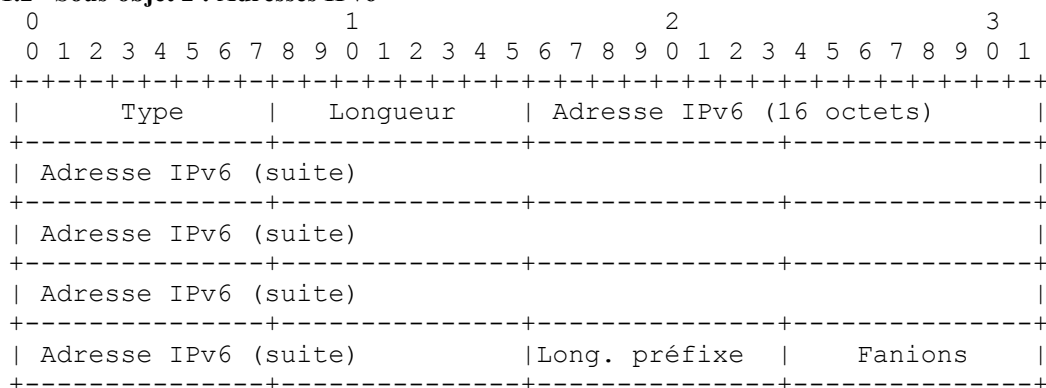 0                   1                   2                   3
 0 1 2 3 4 5 6 7 8 9 0 1 2 3 4 5 6 7 8 9 0 1 2 3 4 5 6 7 8 9 0 1
+-+-+-+-+-+-+-+-+-+-+-+-+-+-+-+-+-+-+-+-+-+-+-+-+-+-+-+-+-+-+-+-+
|      Type     |   Longueur    | Adresse IPv6 (16 octets)      |
+---------------+---------------+---------------+---------------+
| Adresse IPv6 (suite)                                          |
+---------------+---------------+---------------+---------------+
| Adresse IPv6 (suite)                                          |
+---------------+---------------+---------------+---------------+
| Adresse IPv6 (suite)                                          |
+---------------+---------------+---------------+---------------+
| Adresse IPv6 (suite)          |Long. préfixe  |    Fanions    |
+---------------+---------------+---------------+---------------+